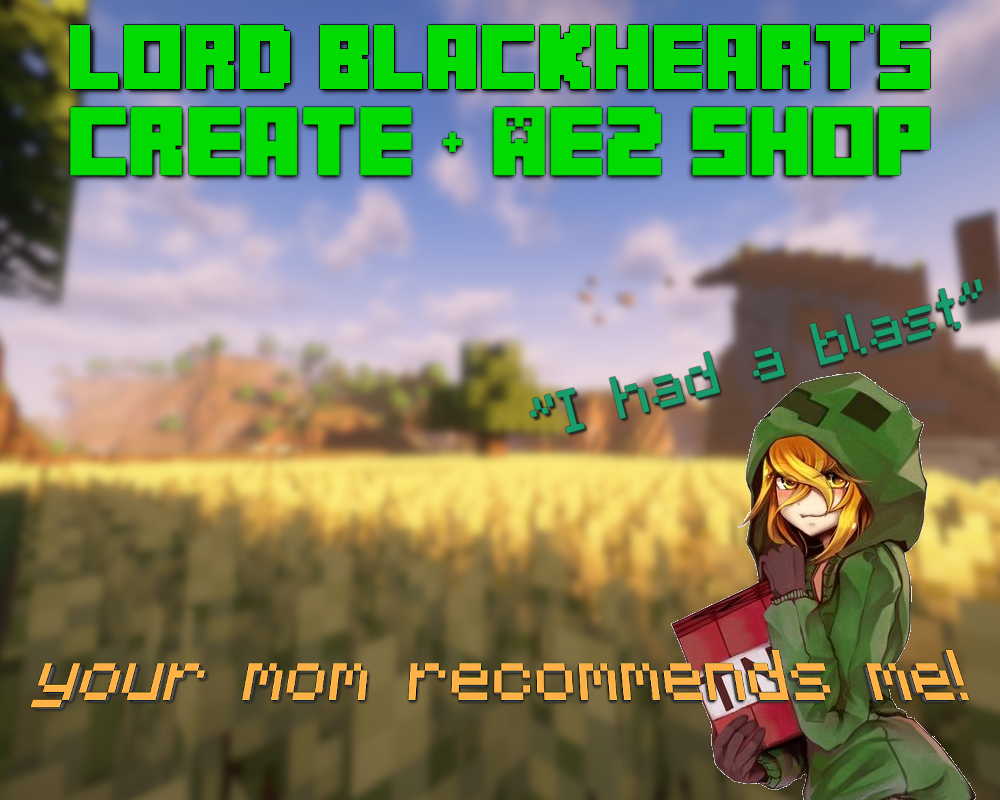 LORD BLACKHEART'S
CREATE + AE2 SHOP
"I had a blast"
your mom recommends me!